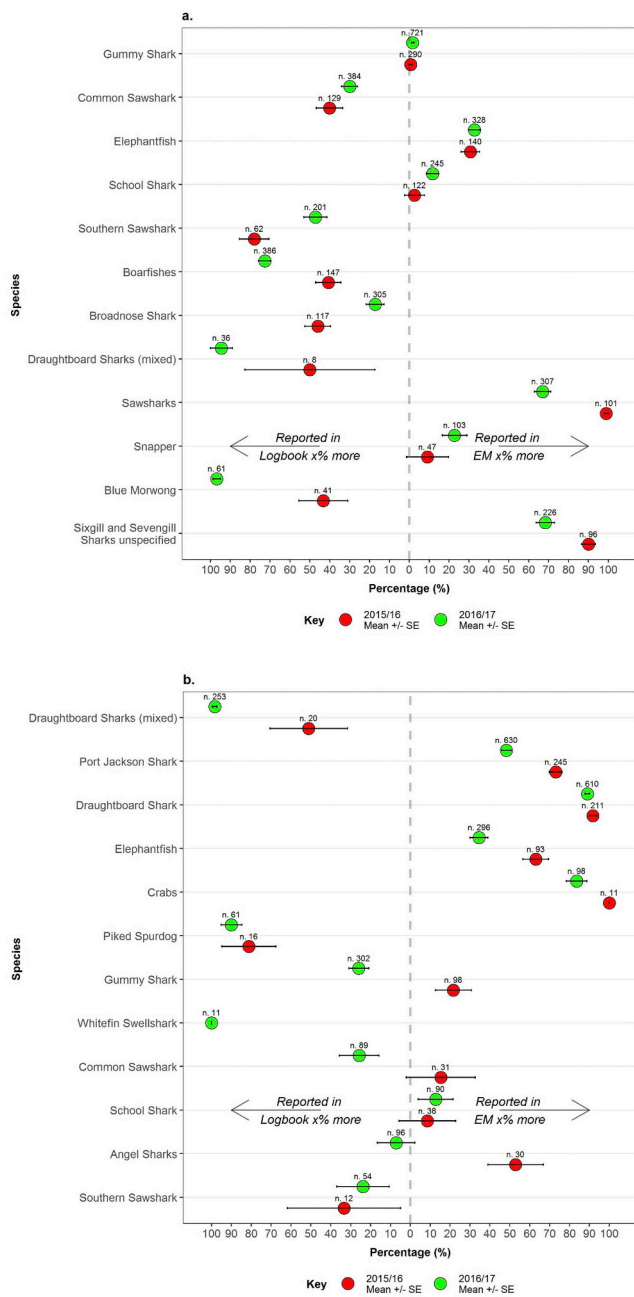 a.
n. 721
Gummy Shark
n. 290
n. 384
Common Sawshark
n. 129
n. 328
Elephantfish
n. 140
n. 245
School Shark
n. 122
n. 201
Southern Sawshark
n. 62
n. 386
Boarfishes
n. 147
n. 305
Broadnose Shark
n. 117
n. 36
Draughtboard Sharks (mixed)
n. 8
n. 307
Sawsharks
n. 101
n. 103
Snapper
Reported in
Logbook x% more
Reported in
EM x% more
n. 47
n. 61
Blue Morwong
n. 41
n. 226
Sixgill and Sevengill
Sharks unspecified
n. 96
Species
100 90 80 70 60 50 40 30 20 10 0 10 20 30 40 50 60 70 80 90 100
Percentage (%)
Key 2015/16 Mean +/- SE 2016/17 Mean +/- SE
b.
n. 253
Draughtboard Sharks (mixed)
n. 20
n. 630
Port Jackson Shark
n. 245
n. 610
Draughtboard Shark
n. 211
n. 296
Elephantfish
n. 93
n. 98
Crabs
n. 11
n. 61
Piked Spurdog
n. 16
n. 302
Gummy Shark
n. 98
n. 11
Whitefin Swellshark
n. 89
Common Sawshark
n. 31
n. 90
School Shark
Reported in
Logbook x% more
Reported in
EM x% more
n. 38
n. 96
Angel Sharks
n. 30
n. 54
Southern Sawshark
n. 12
Species
100 90 80 70 60 50 40 30 20 10 0 10 20 30 40 50 60 70 80 90 100
Percentage (%)
Key 2015/16 Mean +/- SE 2016/17 Mean +/- SE